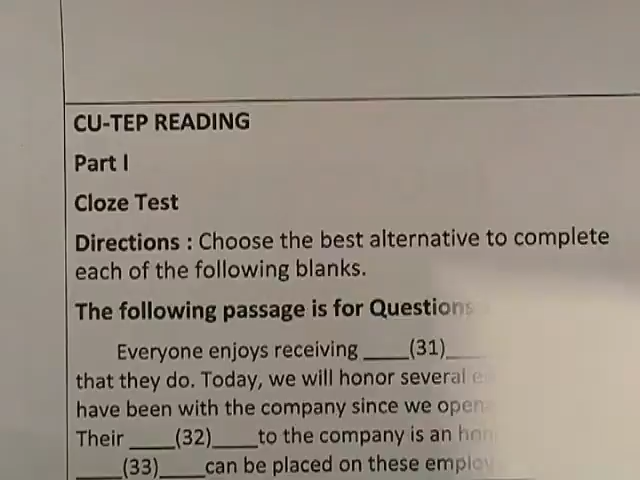 CU-TEP READING
Part I
Cloze Test
Directions : Choose the best alternative to complete
each of the following blanks.
The following passage is for Questions
Everyone enjoys receiving ____(31)____
that they do. Today, we will honor several
have been with the company since we
Their ____(32)____to the company is an
____(33)____can be placed on these